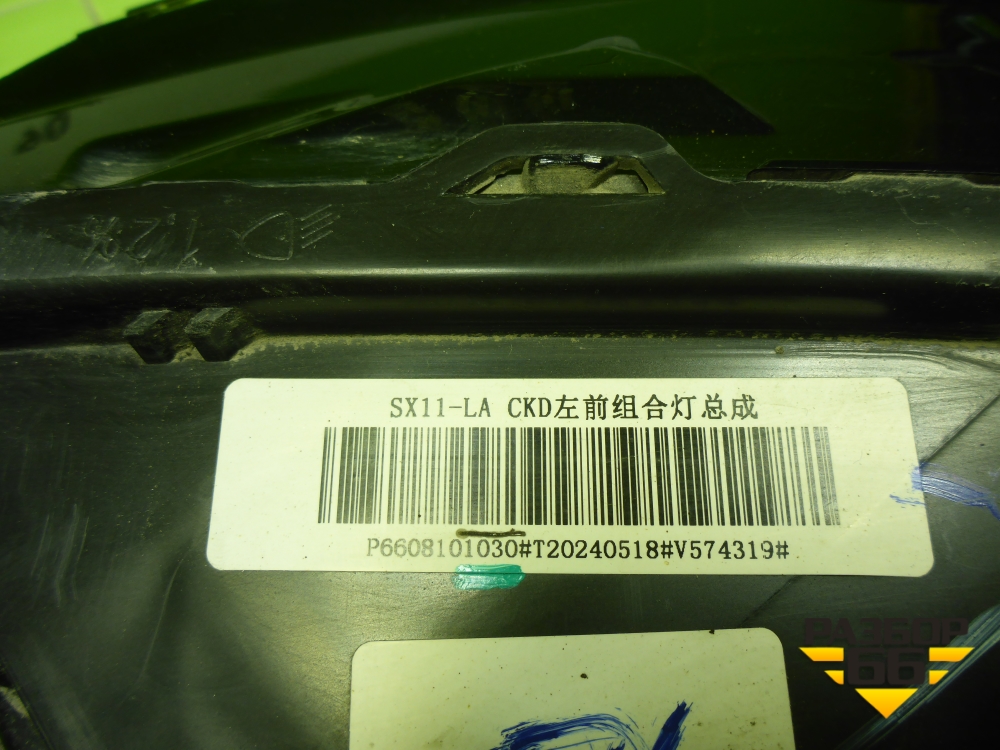 SX11-LA CKD左前组合灯总成
P6608101030#T20240518#V574319#
РАЗБОР
66